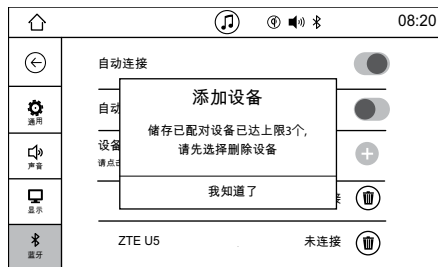 08:20
自动连接
通用
自动
添加设备
储存已配对设备已达上限3个,
请先选择删除设备
我知道了
声音
设备
请点击
显示
接
蓝牙
ZTE U5
未连接